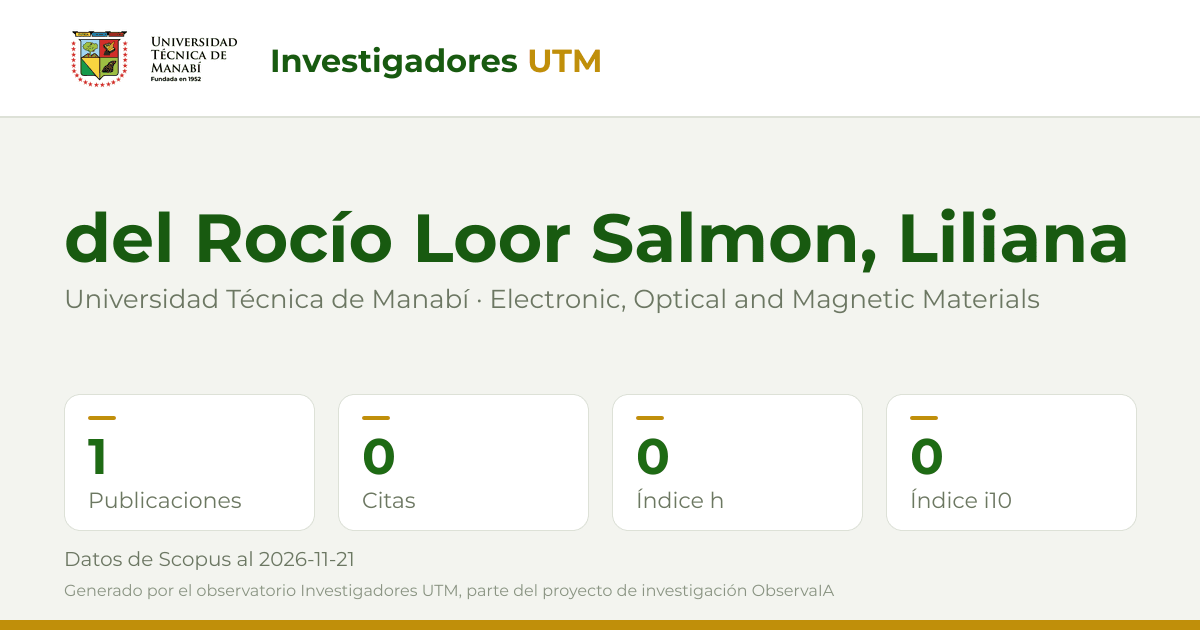 UNIVERSIDAD
TÉCNICA DE
MANABÍ
Fundada en 1952
Investigadores UTM
del Rocío Loor Salmon, Liliana
Universidad Técnica de Manabí · Electronic, Optical and Magnetic Materials
1
Publicaciones
0
Citas
0
Índice h
0
Índice i10
Datos de Scopus al 2026-11-21
Generado por el observatorio Investigadores UTM, parte del proyecto de investigación ObservaIA